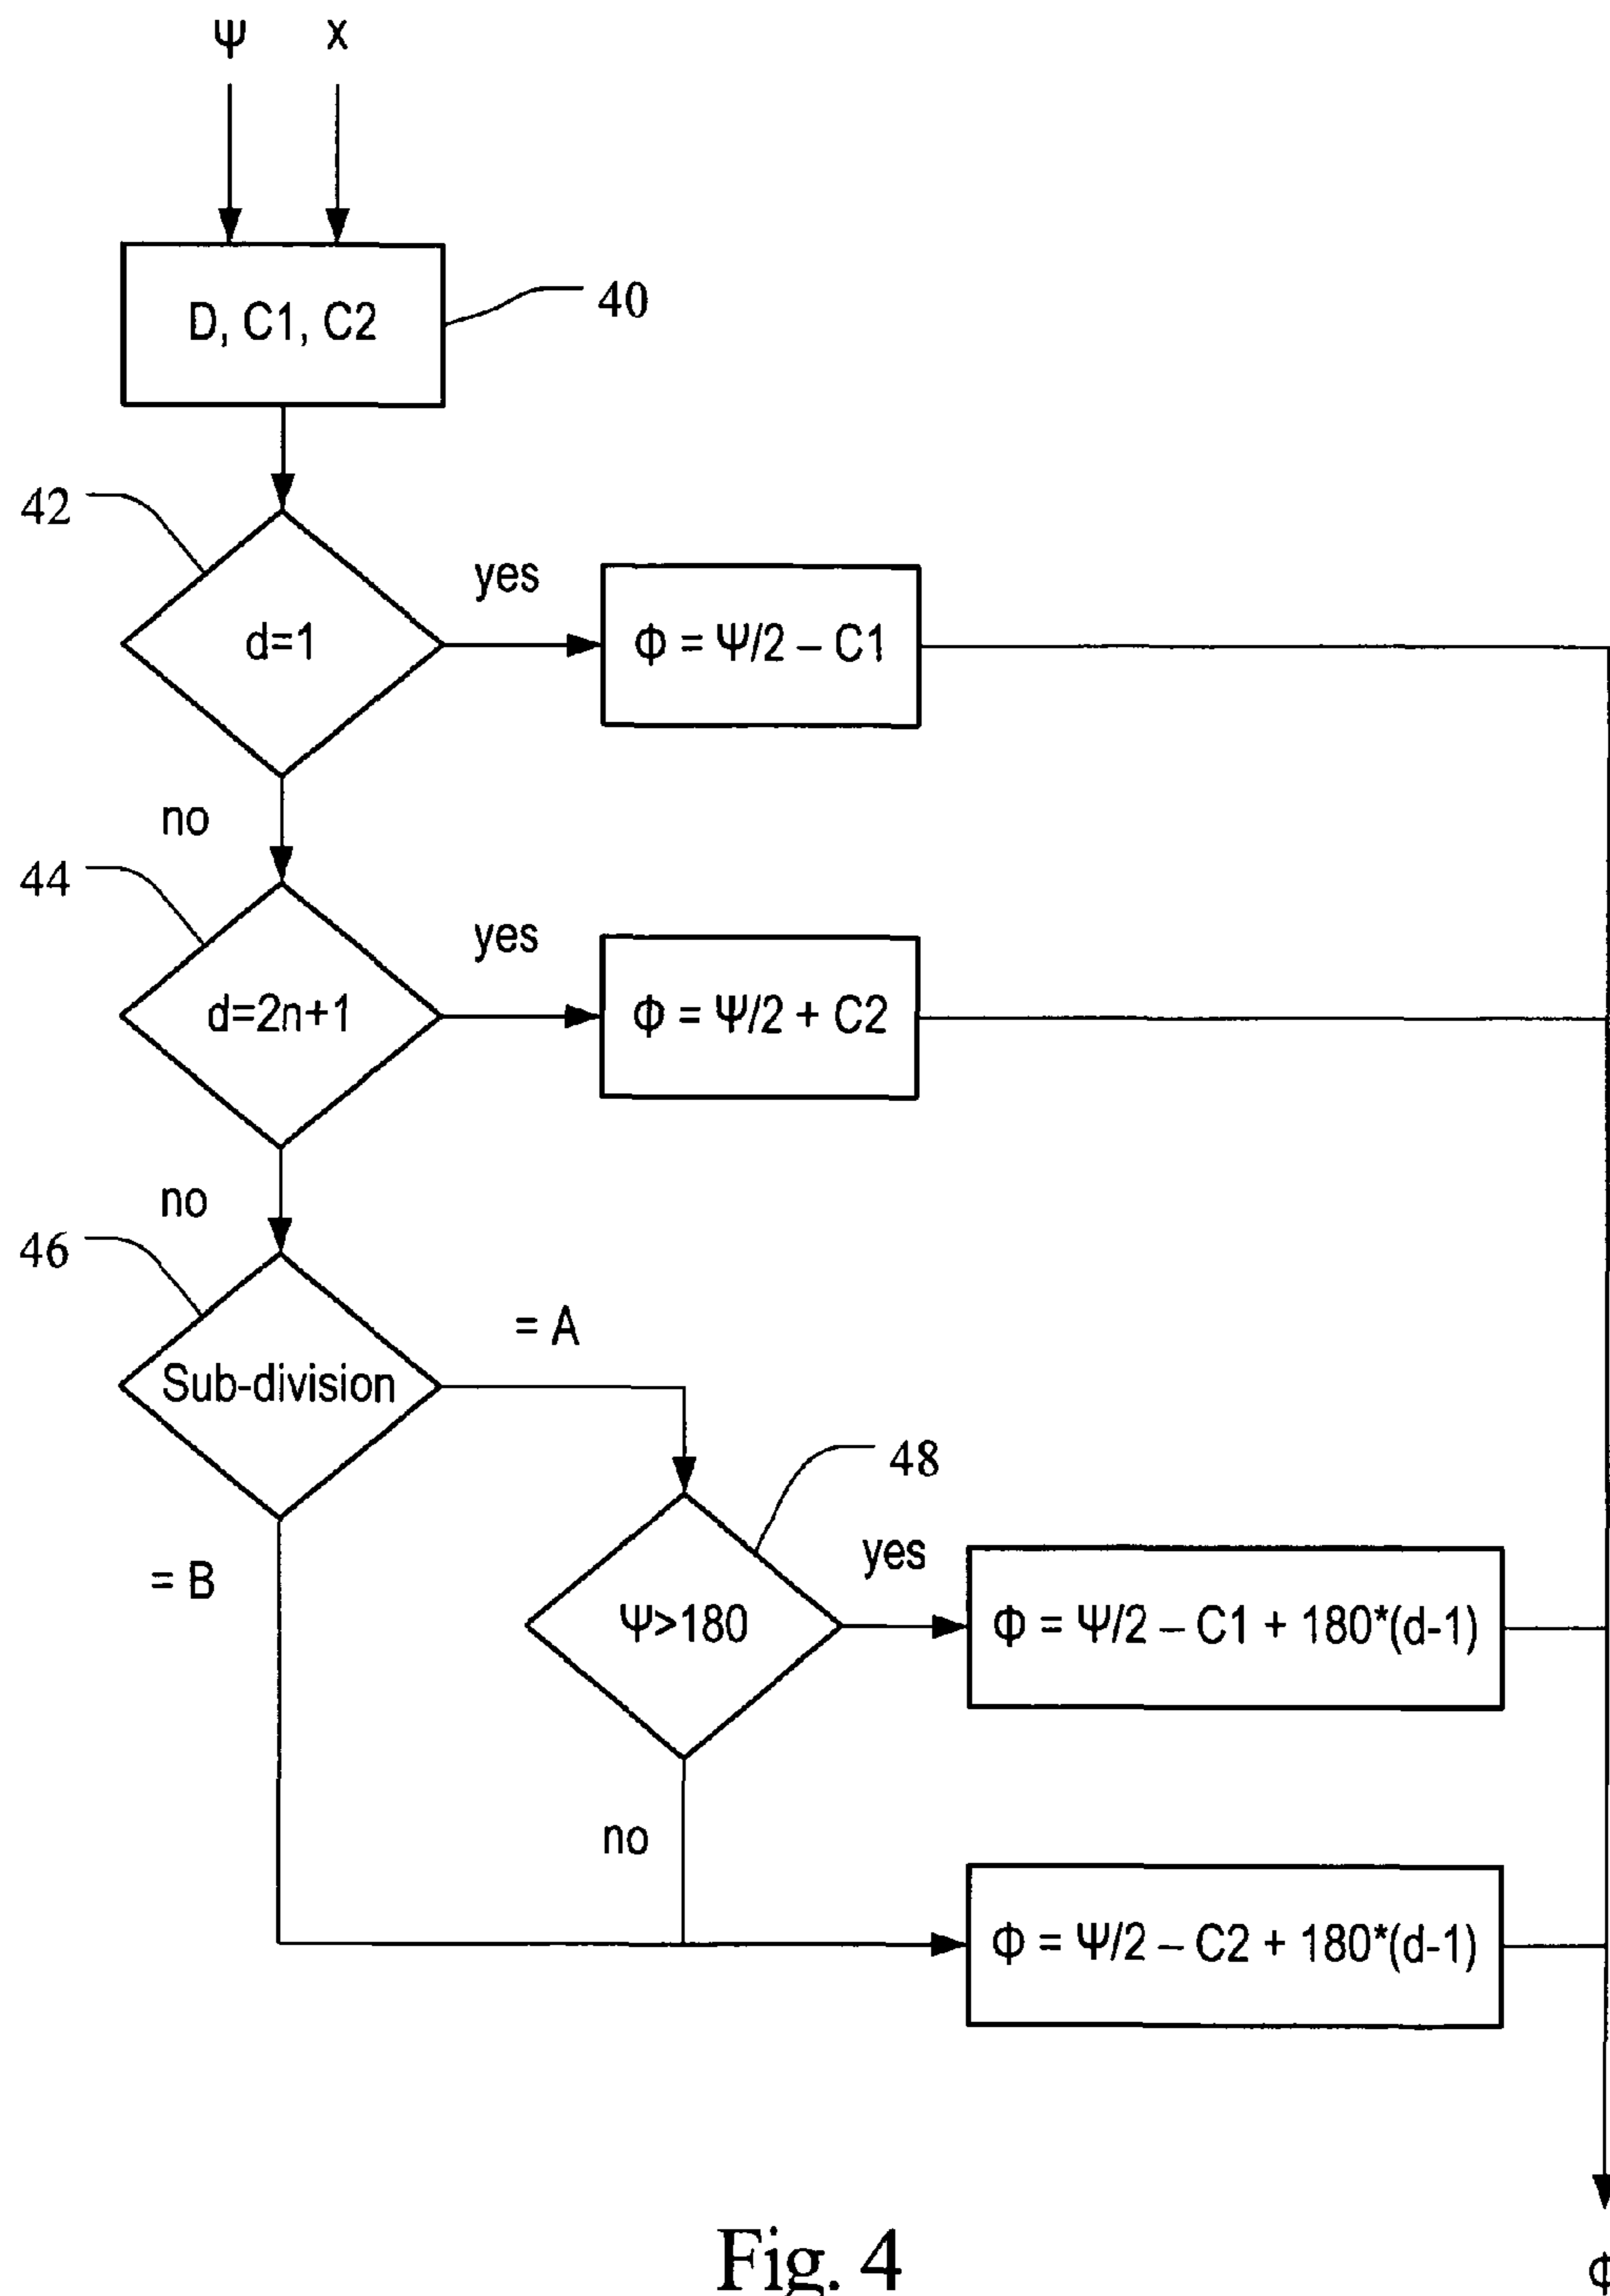 Ψ x
D, C1, C2
40
42
d=1
yes
Φ = Ψ/2 – C1
no
44
d=2n+1
yes
Φ = Ψ/2 + C2
no
46
Sub-division
= A
= B
48
Ψ>180
yes
Φ = Ψ/2 – C1 + 180*(d-1)
no
Φ = Ψ/2 – C2 + 180*(d-1)
Fig. 4
Φ